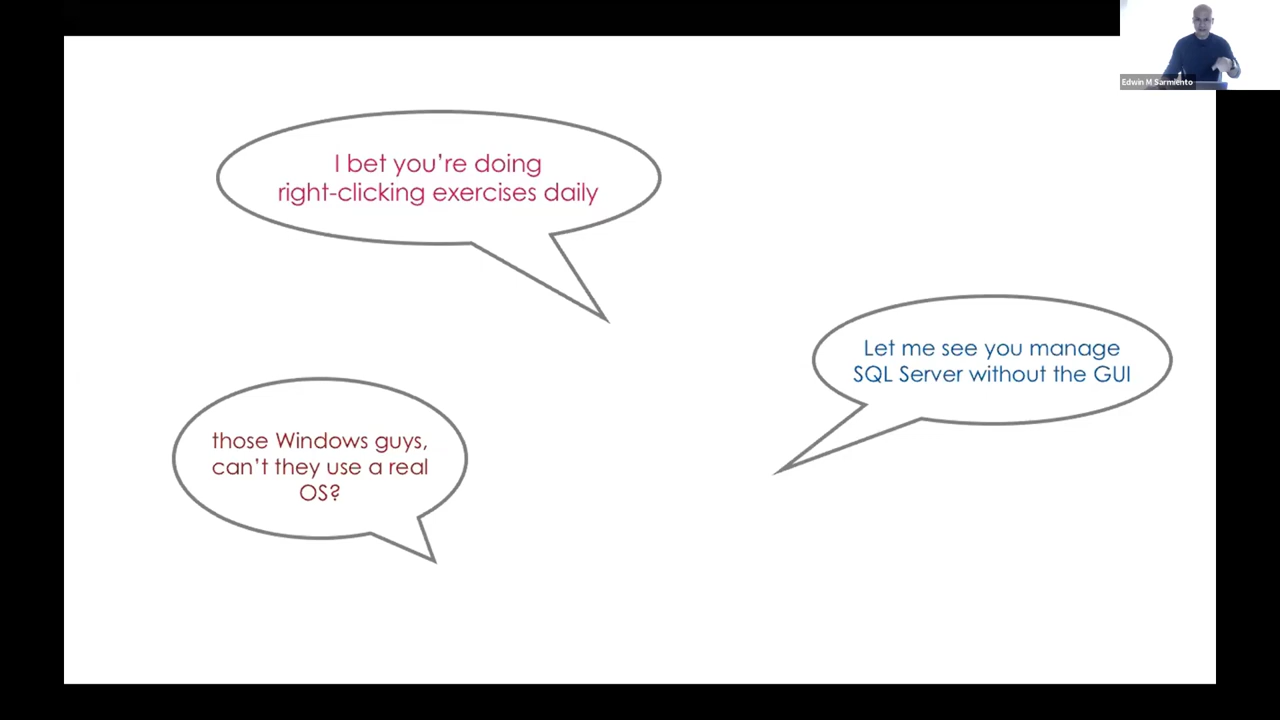 Edwin M Sarmiento
I bet you're doing
right-clicking exercises daily
Let me see you manage
SQL Server without the GUI
those Windows guys,
can't they use a real
OS?